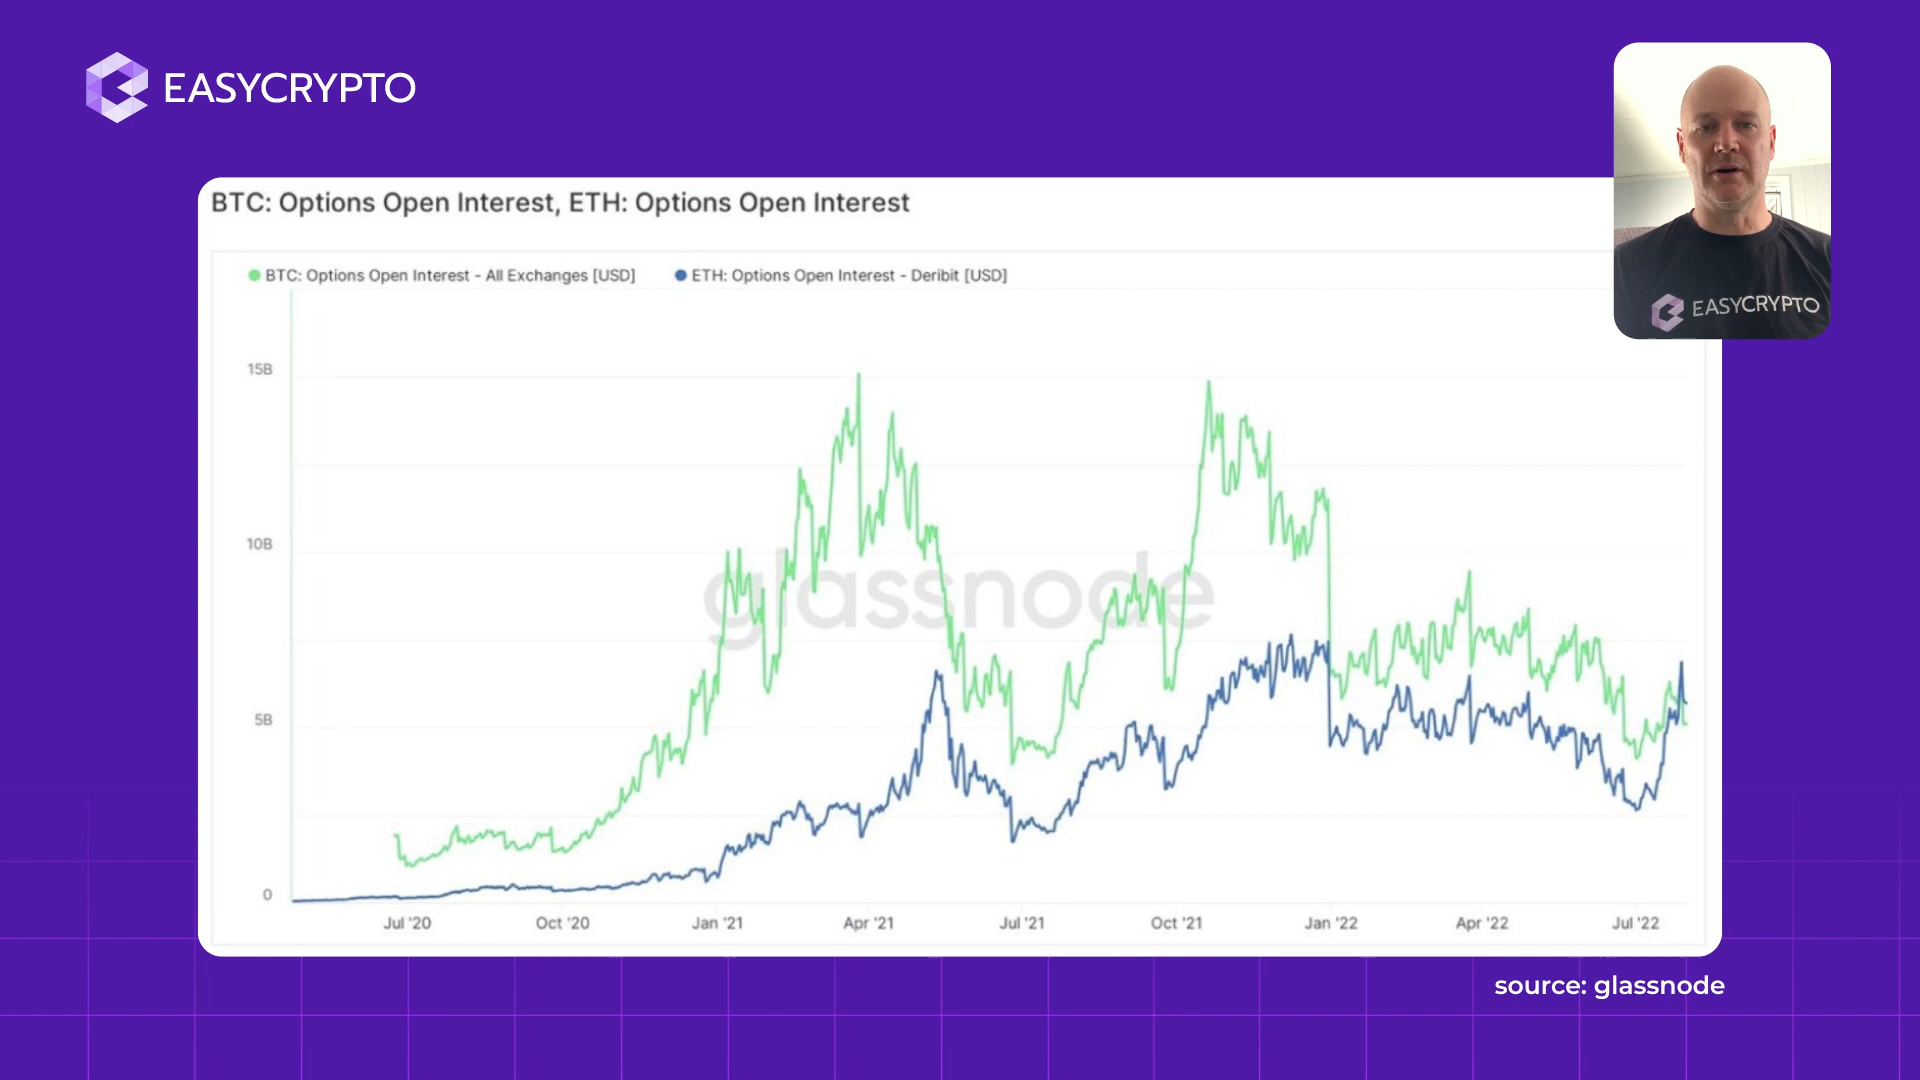 EASYCRYPTO
BTC: Options Open Interest, ETH: Options Open Interest
BTC: Options Open Interest - All Exchanges [USD]
ETH: Options Open Interest - Deribit [USD]
EASYCRYPTO
15B
10B
glassnode
5B
0
Jul '20
Oct '20
Jan '21
Apr '21
Jul '21
Oct '21
Jan '22
Apr '22
Jul '22
source: glassnode